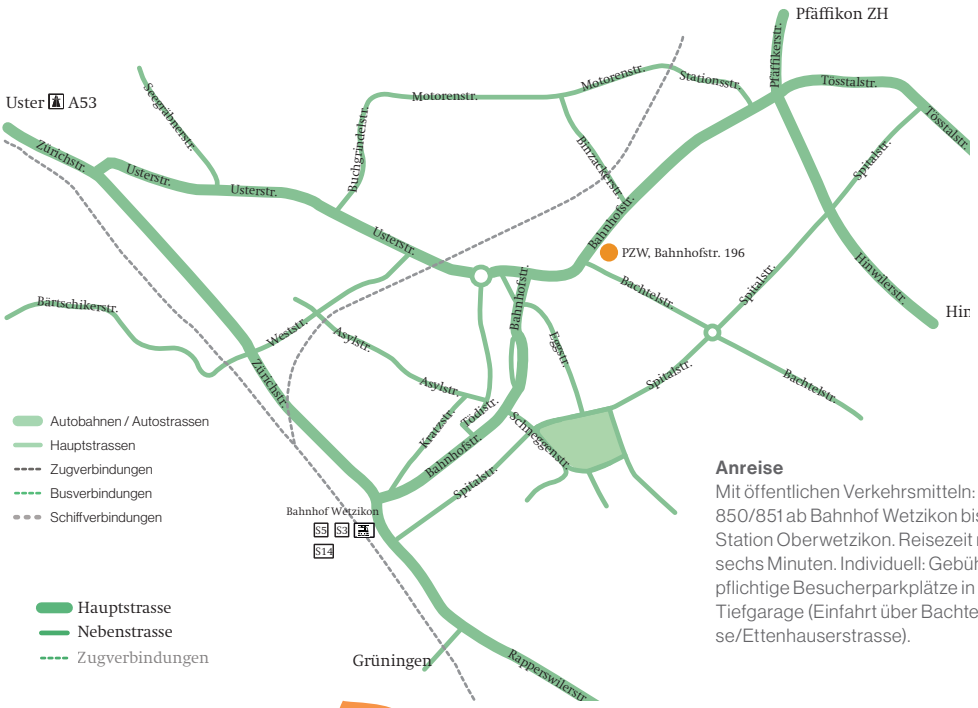 Pfäffikon ZH
Uster A53
Zürichstr.
Seegräbnerstr.
Usterstr.
Usterstr.
Usterstr.
Buchgrindelstr.
Motorenstr.
Motorenstr.
Stationsstr.
Pfäffikerstr.
Tösstalstr.
Tösstalstr.
Binzackerstr.
Bahnhofstr.
Spitalstr.
PZW, Bahnhofstr. 196
Bachtelstr.
Spitalstr.
Hinwilerstr.
Hin
Bärtschikerstr.
Weststr.
Asylstr.
Bahnhofstr.
Eggstr.
Zürichstr.
Asylstr.
Spitalstr.
Bachtelstr.
Kratzstr.
Tödistr.
Schneggenstr.
Bahnhofstr.
Spitalstr.
Autobahnen / Autostrassen
Hauptstrassen
Zugverbindungen
Busverbindungen
Schiffverbindungen
Bahnhof Wetzikon
S5 S3
S14
Hauptstrasse
Nebenstrasse
Zugverbindungen
Grüningen
Rapperswilerstr.
Anreise
Mit öffentlichen Verkehrsmitteln:
850/851 ab Bahnhof Wetzikon bis
Station Oberwetzikon. Reisezeit
sechs Minuten. Individuell: Gebüh
pflichtige Besucherparkplätze in
Tiefgarage (Einfahrt über Bachte
se/Ettenhauserstrasse).